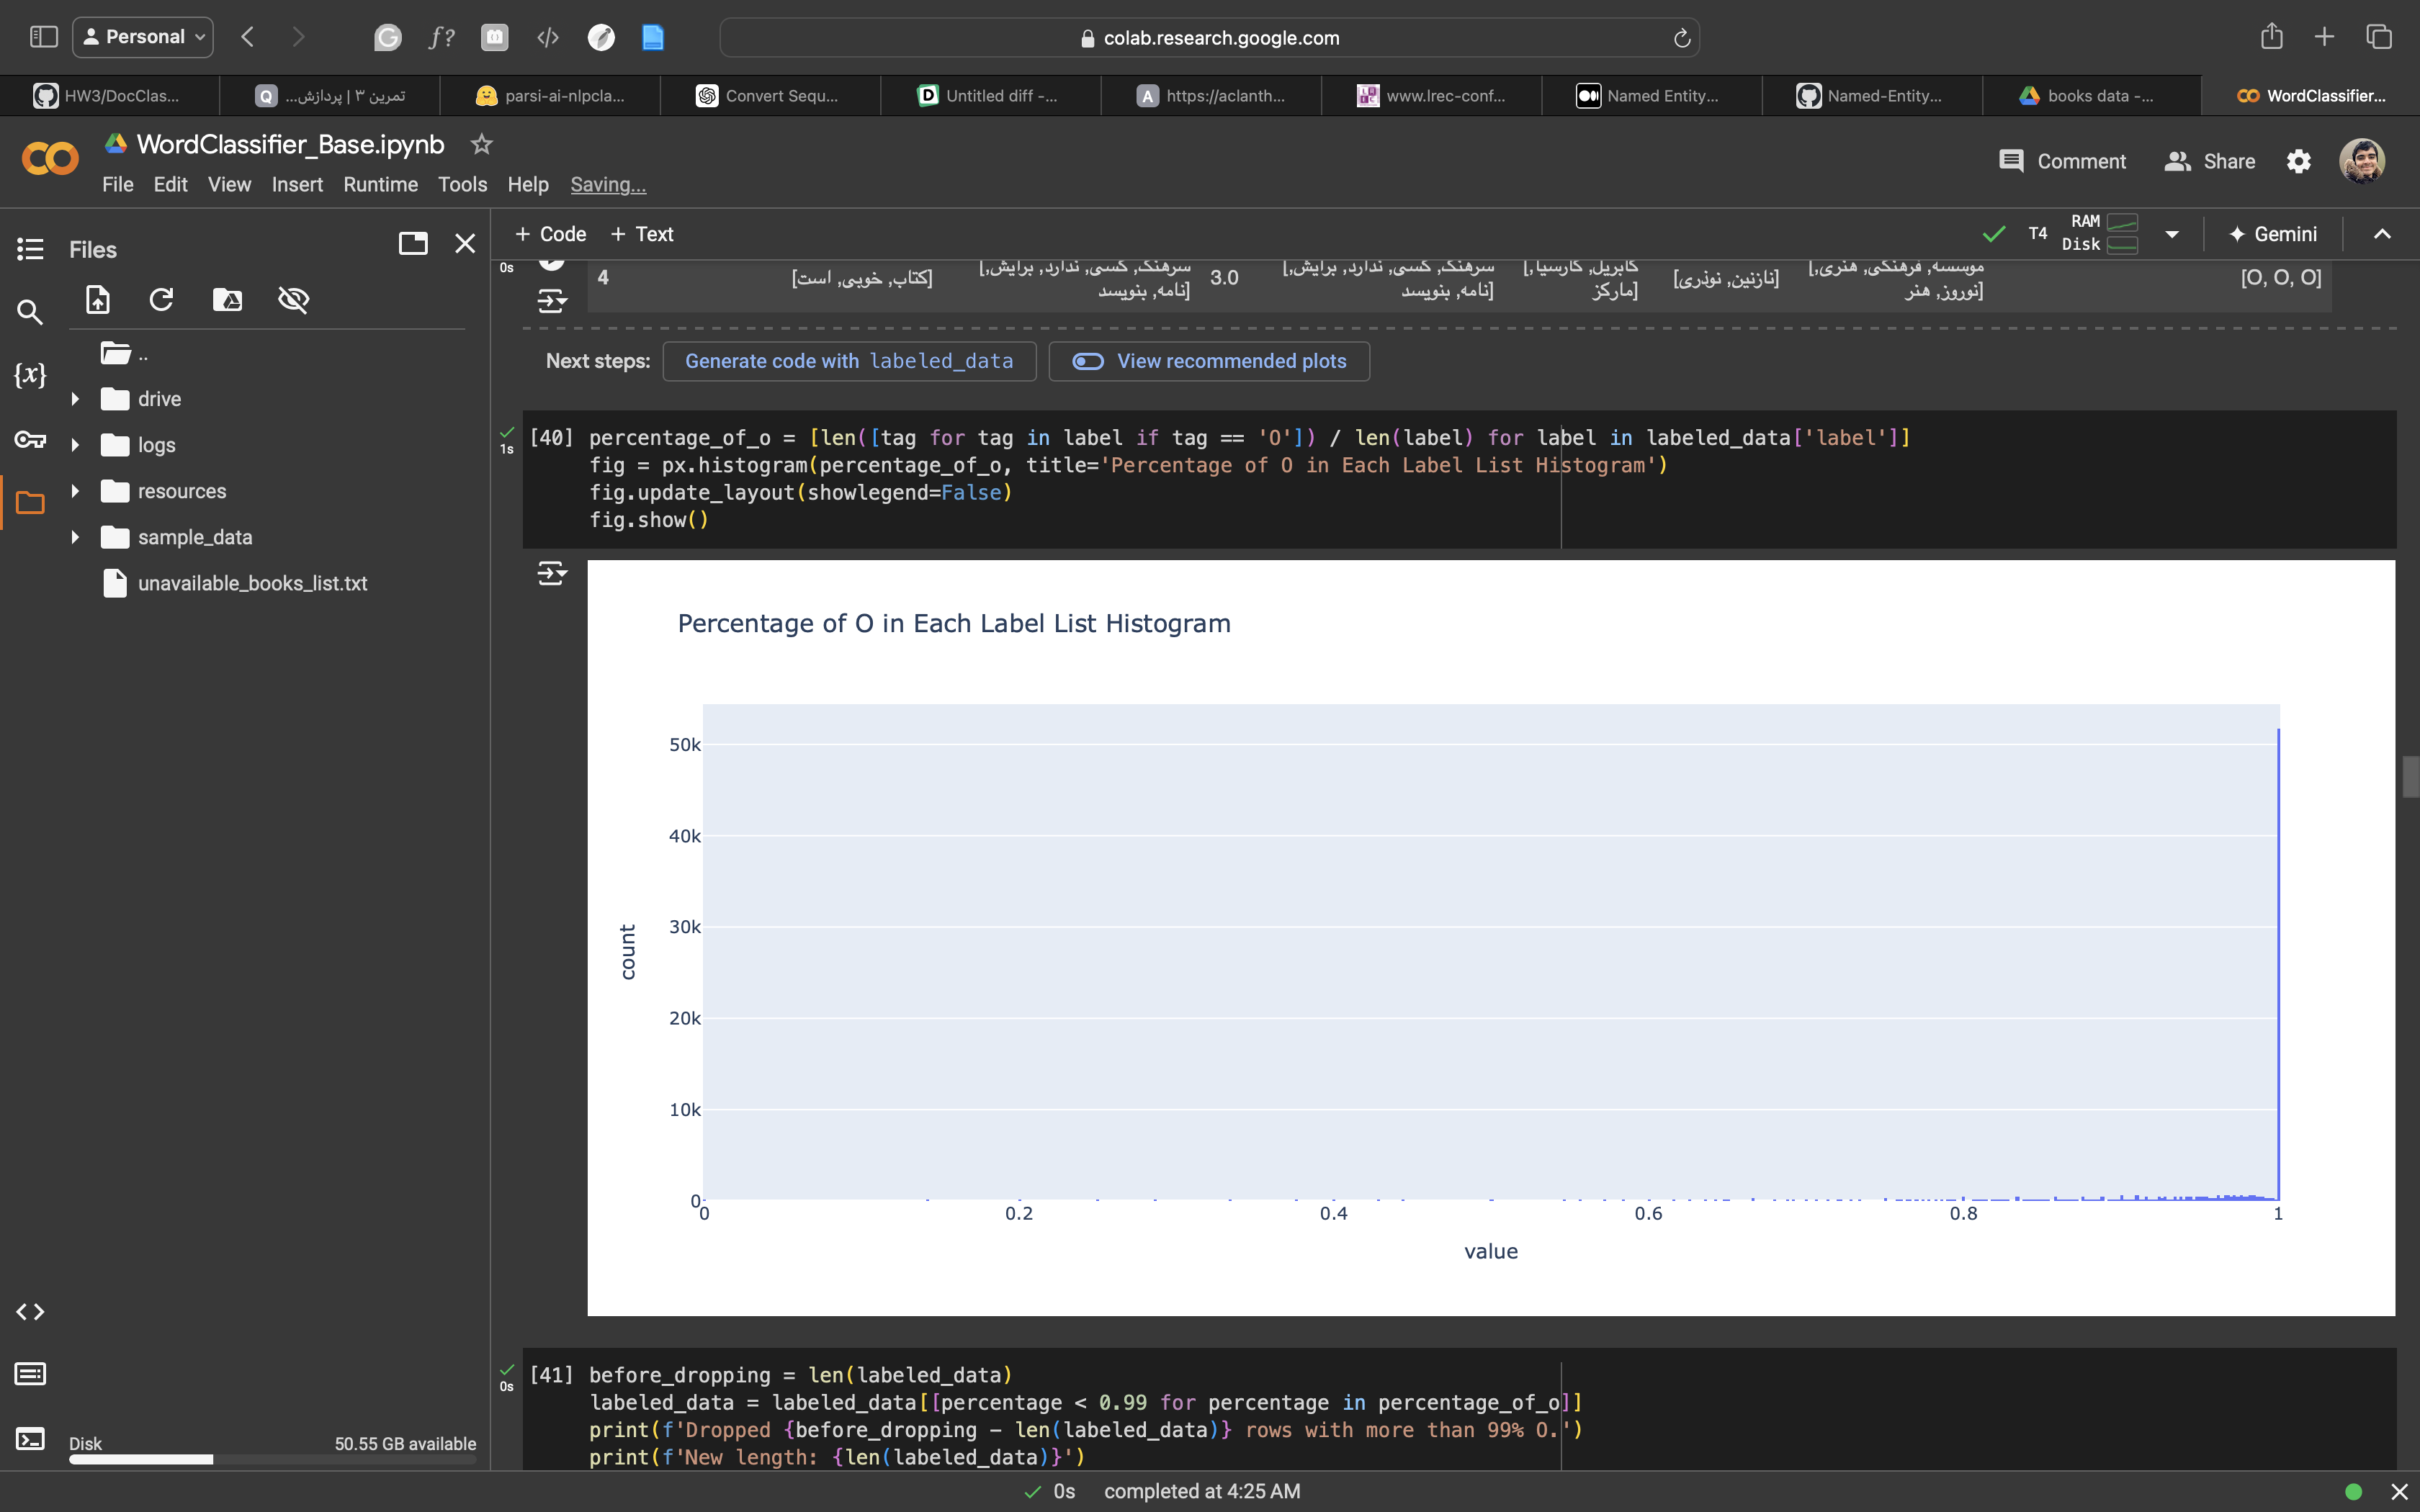 Personal
colab.research.google.com
HW3/DocClas...
تمرین ۳ | پردازش...
parsi-ai-nlpcla...
Convert Sequ...
Untitled diff -...
https://aclanth...
www.lrec-conf...
Named Entity...
Named-Entity...
books data -...
WordClassifier...
WordClassifier_Base.ipynb
Comment
Share
File Edit View Insert Runtime Tools Help Saving...
Files
+ Code + Text
T4
RAM
Disk
Gemini
..
drive
logs
resources
sample_data
unavailable_books_list.txt
Disk
50.55 GB available
0s
4
[کتاب, خوبی, است]
[سرهنگ, کسی, ندارد, برایش,
نامه, بنویسد]
3.0
[سرهنگ, کسی, ندارد, برایش,
نامه, بنویسد]
[گابریل, گارسیا,
مارکز]
[نازنین, نوذری]
[موسسه, فرهنگی, هنری,
نوروز, هنر]
[O, O, O]
Next steps: Generate code with labeled_data View recommended plots
1s
[40] percentage_of_o = [len([tag for tag in label if tag == 'O']) / len(label) for label in labeled_data['label']]
fig = px.histogram(percentage_of_o, title='Percentage of O in Each Label List Histogram')
fig.update_layout(showlegend=False)
fig.show()
Percentage of O in Each Label List Histogram
50k
40k
30k
20k
10k
0
count
0 0.2 0.4 0.6 0.8 1
value
0s
[41] before_dropping = len(labeled_data)
labeled_data = labeled_data[[percentage < 0.99 for percentage in percentage_of_o]]
print(f'Dropped {before_dropping - len(labeled_data)} rows with more than 99% O.')
print(f'New length: {len(labeled_data)}')
0s completed at 4:25 AM